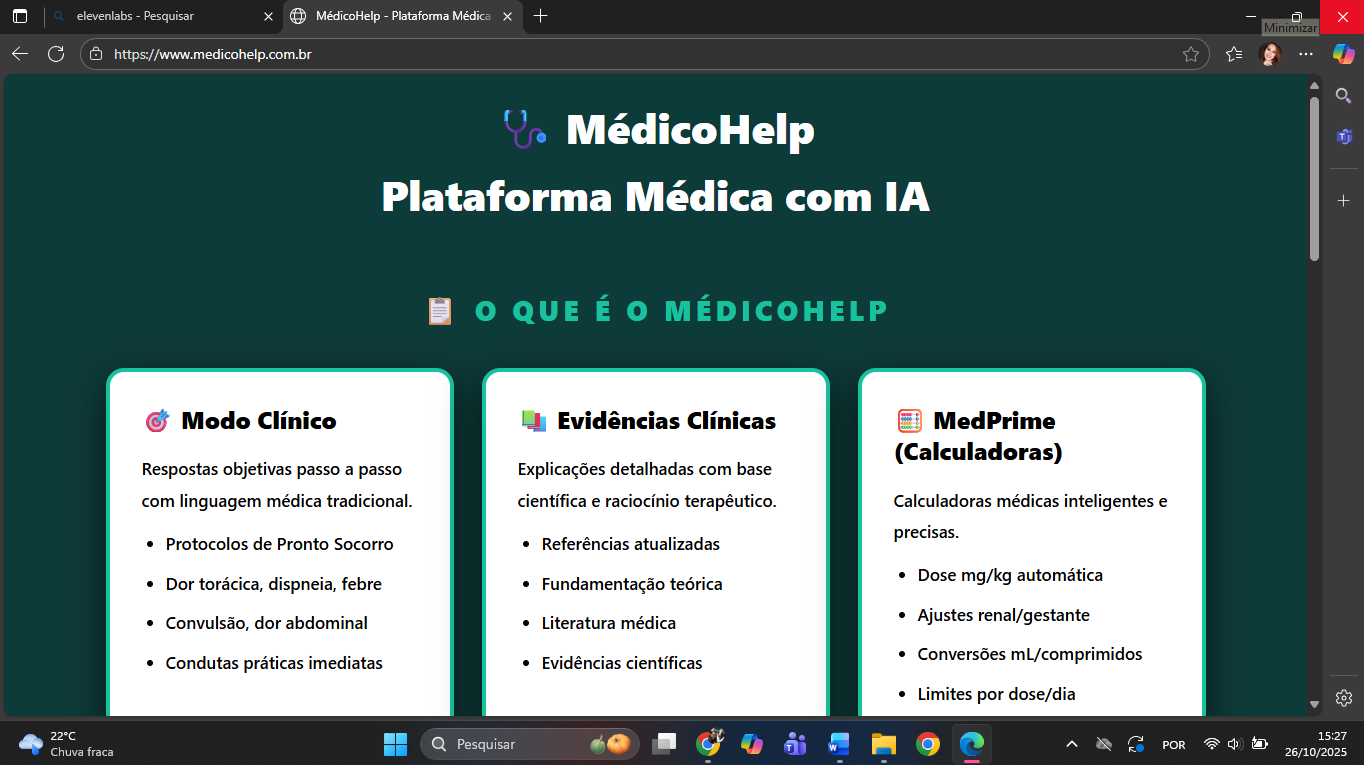 elevenlabs - Pesquisar
MédicoHelp - Plataforma Médica
Minimizar
https://www.medicohelp.com.br
MédicoHelp
Plataforma Médica com IA
O QUE É O MÉDICOHELP
Modo Clínico
Respostas objetivas passo a passo
com linguagem médica tradicional.
• Protocolos de Pronto Socorro
• Dor torácica, dispneia, febre
• Convulsão, dor abdominal
• Condutas práticas imediatas
Evidências Clínicas
Explicações detalhadas com base
científica e raciocínio terapêutico.
• Referências atualizadas
• Fundamentação teórica
• Literatura médica
• Evidências científicas
MedPrime
(Calculadoras)
Calculadoras médicas inteligentes e
precisas.
• Dose mg/kg automática
• Ajustes renal/gestante
• Conversões mL/comprimidos
• Limites por dose/dia
22°C
Chuva fraca
Pesquisar
POR
15:27
26/10/2025